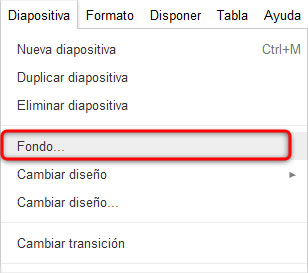 Diapositiva Formato Disponer Tabla Ayuda
Nueva diapositiva Ctrl+M
Duplicar diapositiva
Eliminar diapositiva
Fondo...
Cambiar diseño
Cambiar diseño...
Cambiar transición